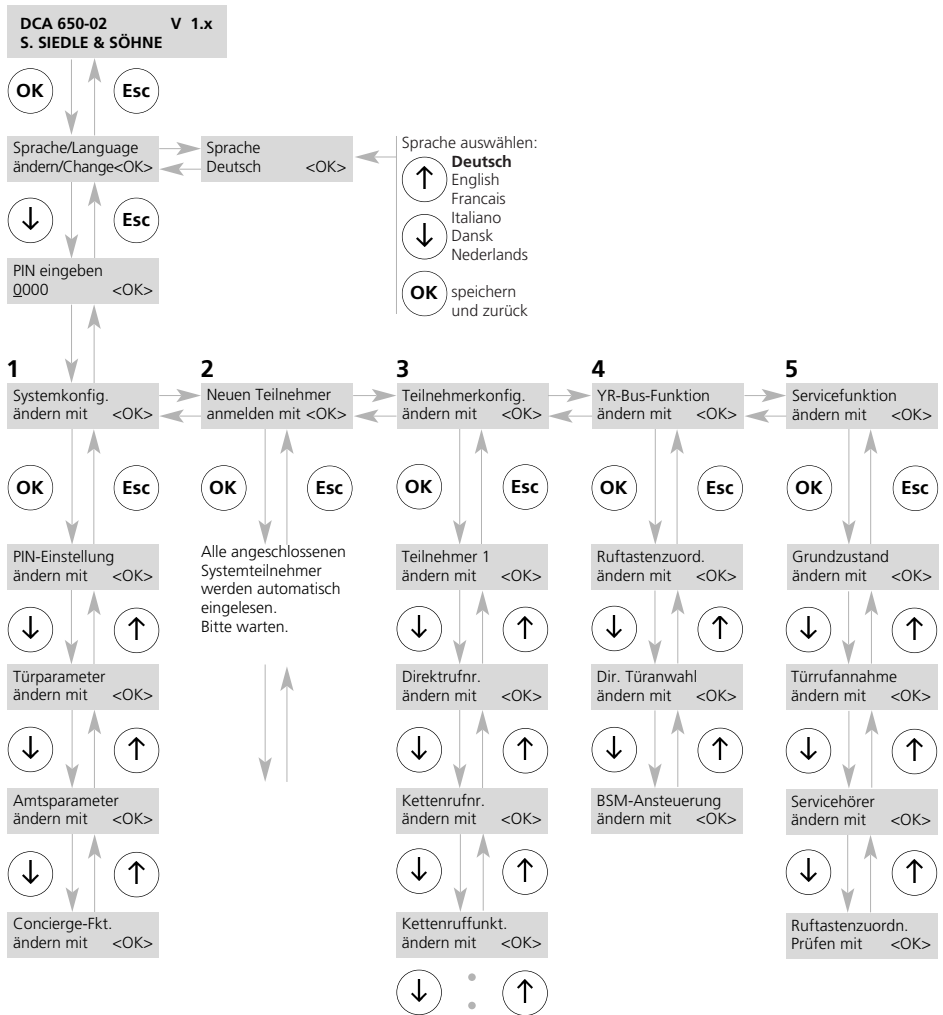 DCA 650-02 V 1.x
S. SIEDLE & SÖHNE
OK Esc
Sprache/Language
ändern/Change<OK>
Sprache
Deutsch <OK>
Sprache auswählen:
Deutsch
English
Francais
Italiano
Dansk
Nederlands
OK speichern
und zurück
↓ Esc
PIN eingeben
0000 <OK>
1
Systemkonfig.
ändern mit <OK>
OK Esc
PIN-Einstellung
ändern mit <OK>
↓ ↑
Türparameter
ändern mit <OK>
↓ ↑
Amtsparameter
ändern mit <OK>
↓ ↑
Concierge-Fkt.
ändern mit <OK>
2
Neuen Teilnehmer
anmelden mit <OK>
OK Esc
Alle angeschlossenen
Systemteilnehmer
werden automatisch
eingelesen.
Bitte warten.
3
Teilnehmerkonfig.
ändern mit <OK>
OK Esc
Teilnehmer 1
ändern mit <OK>
↓ ↑
Direktrufnr.
ändern mit <OK>
↓ ↑
Kettenrufnr.
ändern mit <OK>
↓ ↑
Kettenruffunkt.
ändern mit <OK>
↓ ↑
4
YR-Bus-Funktion
ändern mit <OK>
OK Esc
Ruftastenzuord.
ändern mit <OK>
↓ ↑
Dir. Türanwahl
ändern mit <OK>
↓ ↑
BSM-Ansteuerung
ändern mit <OK>
5
Servicefunktion
ändern mit <OK>
OK Esc
Grundzustand
ändern mit <OK>
↓ ↑
Türrufannahme
ändern mit <OK>
↓ ↑
Servicehörer
ändern mit <OK>
↓ ↑
Ruftastenzuordn.
Prüfen mit <OK>